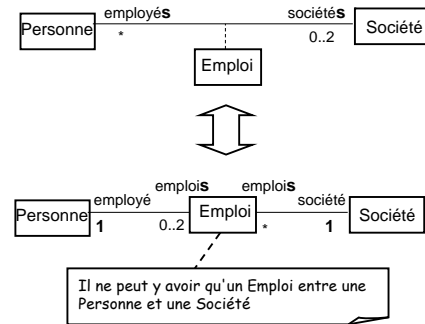 employés sociétés
Personne Société
* 0..2
Emploi
emplois emplois
employé société
Personne Emploi Société
1 0..2 * 1
Il ne peut y avoir qu'un Emploi entre une
Personne et une Société